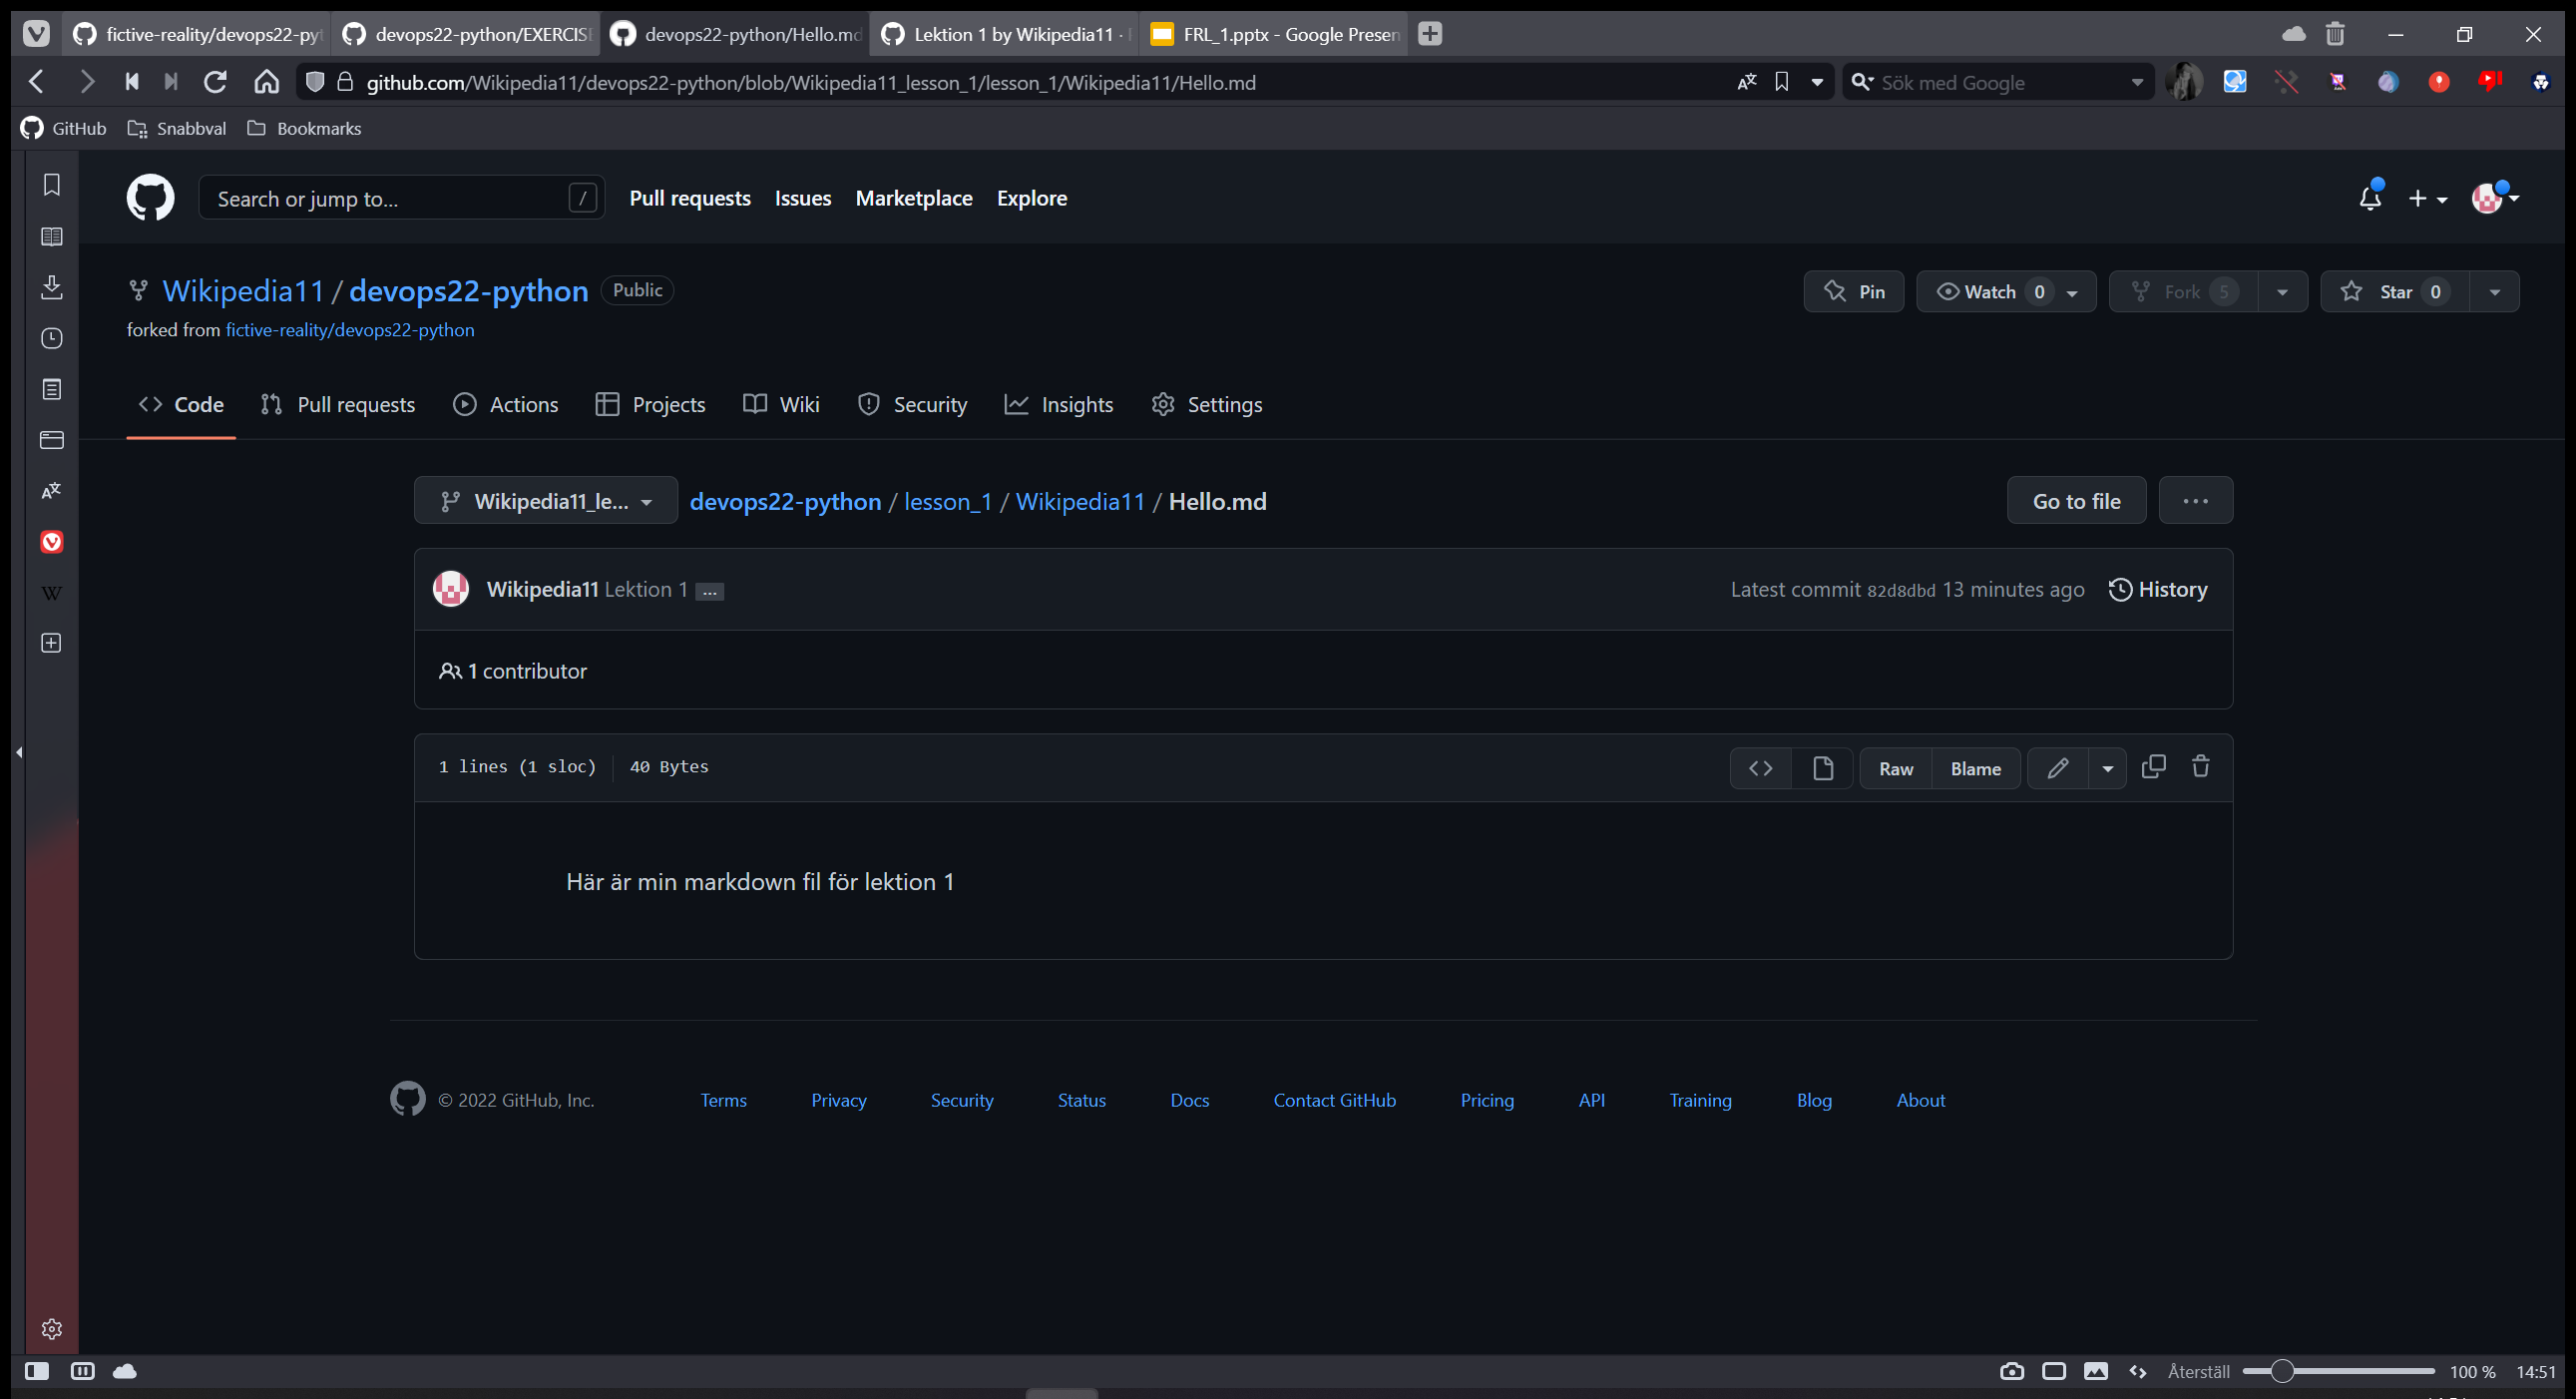 fictive-reality/devops22-pyt
devops22-python/EXERCISE
devops22-python/Hello.md
Lektion 1 by Wikipedia11 ·
FRL_1.pptx - Google Presen
github.com/Wikipedia11/devops22-python/blob/Wikipedia11_lesson_1/lesson_1/Wikipedia11/Hello.md
Sök med Google
GitHub
Snabbval
Bookmarks
Search or jump to...
/
Pull requests
Issues
Marketplace
Explore
Wikipedia11 / devops22-python
Public
Pin
Watch 0
Fork 5
Star 0
forked from fictive-reality/devops22-python
Code
Pull requests
Actions
Projects
Wiki
Security
Insights
Settings
Wikipedia11_le...
devops22-python / lesson_1 / Wikipedia11 / Hello.md
Go to file
...
Wikipedia11 Lektion 1 ...
Latest commit 82d8dbd 13 minutes ago
History
W
1 contributor
1 lines (1 sloc)
40 Bytes
Raw
Blame
Här är min markdown fil för lektion 1
© 2022 GitHub, Inc.
Terms
Privacy
Security
Status
Docs
Contact GitHub
Pricing
API
Training
Blog
About
Återställ
100 %
14:51